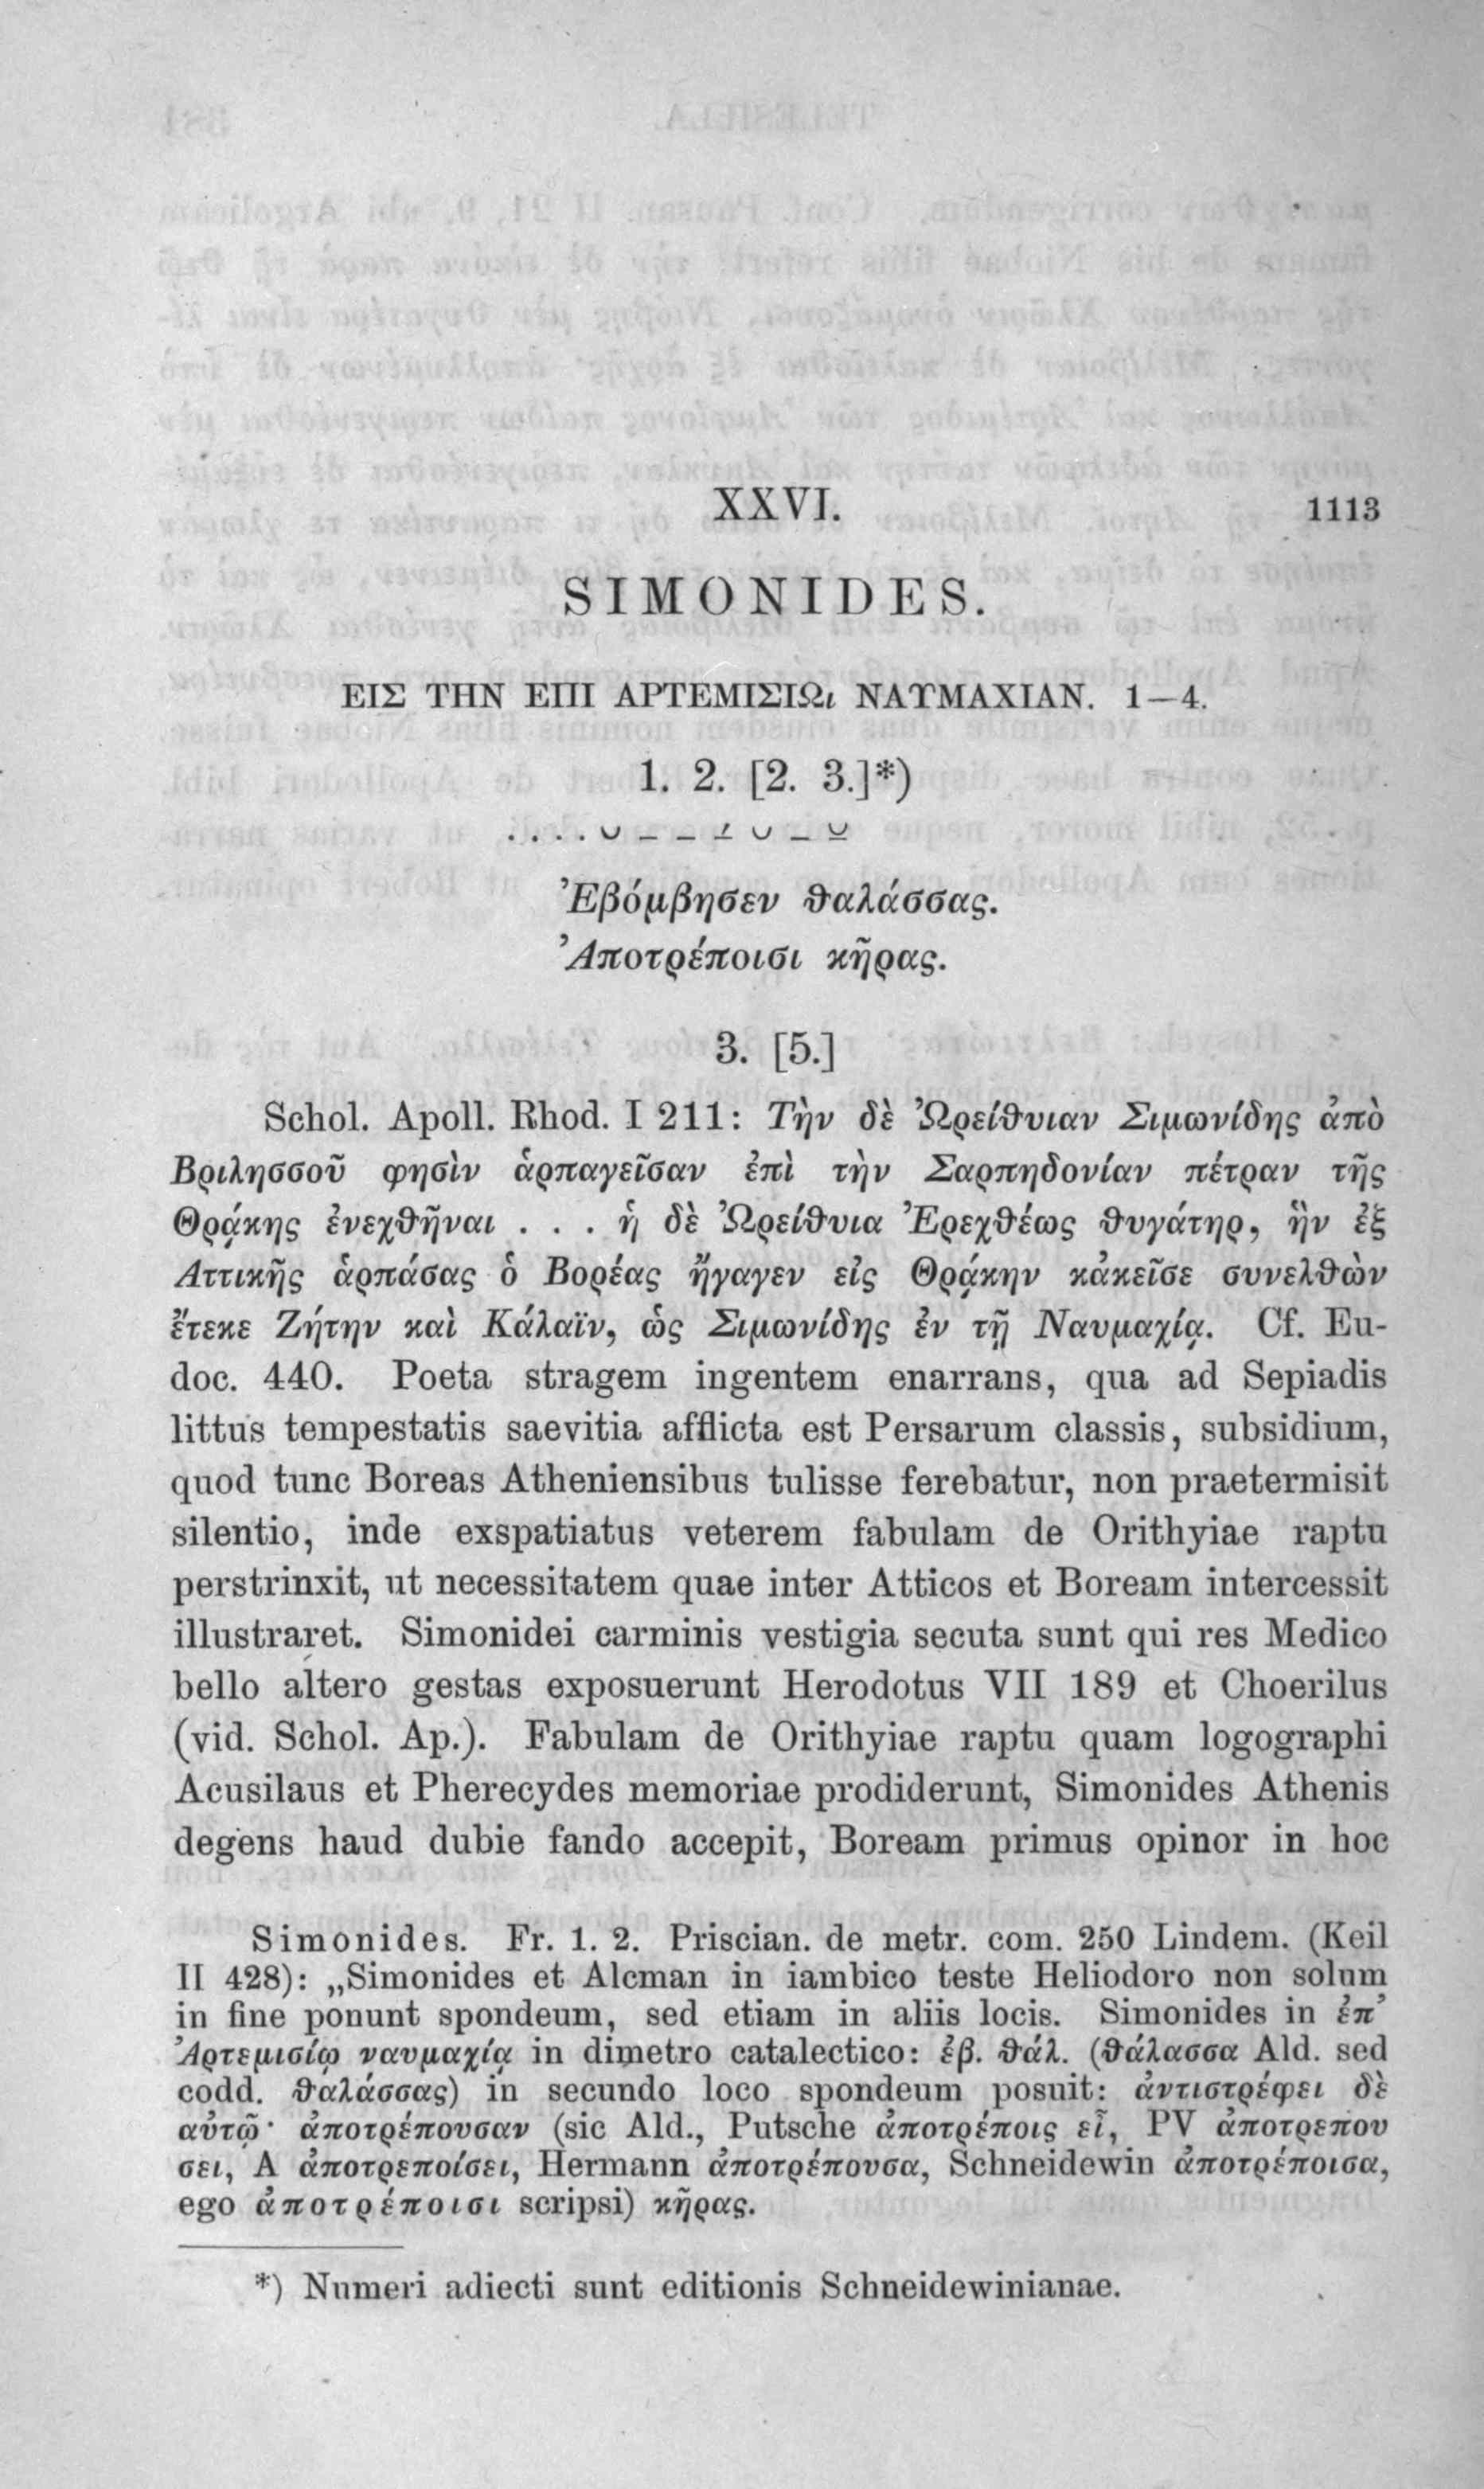 XXVI. 1113
SIMONIDES.
ΕΙΣ ΤΗΝ ΕΠΙ ΑΡΤΕΜΙΣΙΩι ΝΑΥΜΑΧΙΑΝ. 1—4.
1. 2. [2. 3.]*)
. . . . ⏑ – – –́ ⏑ – ⏓
Ἐβόμβησεν θαλάσσας.
Ἀποτρέποισι κῆρας.
3. [5.]
Schol. Apoll. Rhod. I 211: Τὴν δὲ Ὠρείθυιαν Σιμωνίδης ἀπὸ
Βριλησσοῦ φησὶν ἁρπαγεῖσαν ἐπὶ τὴν Σαρπηδονίαν πέτραν τῆς
Θρᾴκης ἐνεχθῆναι . . . ἡ δὲ Ὠρείθυια Ἐρεχθέως θυγάτηρ, ἣν ἐξ
Ἀττικῆς ἁρπάσας ὁ Βορέας ἤγαγεν εἰς Θρᾴκην κἀκεῖσε συνελθὼν
ἔτεκε Ζήτην καὶ Κάλαϊν, ὡς Σιμωνίδης ἐν τῇ Ναυμαχίᾳ. Cf. Eu-
doc. 440. Poeta stragem ingentem enarrans, qua ad Sepiadis
littus tempestatis saevitia afflicta est Persarum classis, subsidium,
quod tunc Boreas Atheniensibus tulisse ferebatur, non praetermisit
silentio, inde exspatiatus veterem fabulam de Orithyiae raptu
perstrinxit, ut necessitatem quae inter Atticos et Boream intercessit
illustraret. Simonidei carminis vestigia secuta sunt qui res Medico
bello altero gestas exposuerunt Herodotus VII 189 et Choerilus
(vid. Schol. Ap.). Fabulam de Orithyiae raptu quam logographi
Acusilaus et Pherecydes memoriae prodiderunt, Simonides Athenis
degens haud dubie fando accepit, Boream primus opinor in hoc
Simonides. Fr. 1. 2. Priscian. de metr. com. 250 Lindem. (Keil
II 428): „Simonides et Alcman in iambico teste Heliodoro non solum
in fine ponunt spondeum, sed etiam in aliis locis. Simonides in ἐπ’
Ἀρτεμισίῳ ναυμαχίᾳ in dimetro catalectico: ἐβ. θάλ. (θάλασσα Ald. sed
codd. θαλάσσας) in secundo loco spondeum posuit: ἀντιστρέφει δὲ
αὐτῷ· ἀποτρέπουσαν (sic Ald., Putsche ἀποτρέποις εἶ, PV ἀποτρεπου
σει, A ἀποτρεποίσει, Hermann ἀποτρέπουσα, Schneidewin ἀποτρέποισα,
ego ἀποτρέποισι scripsi) κῆρας.
*) Numeri adiecti sunt editionis Schneidewinianae.